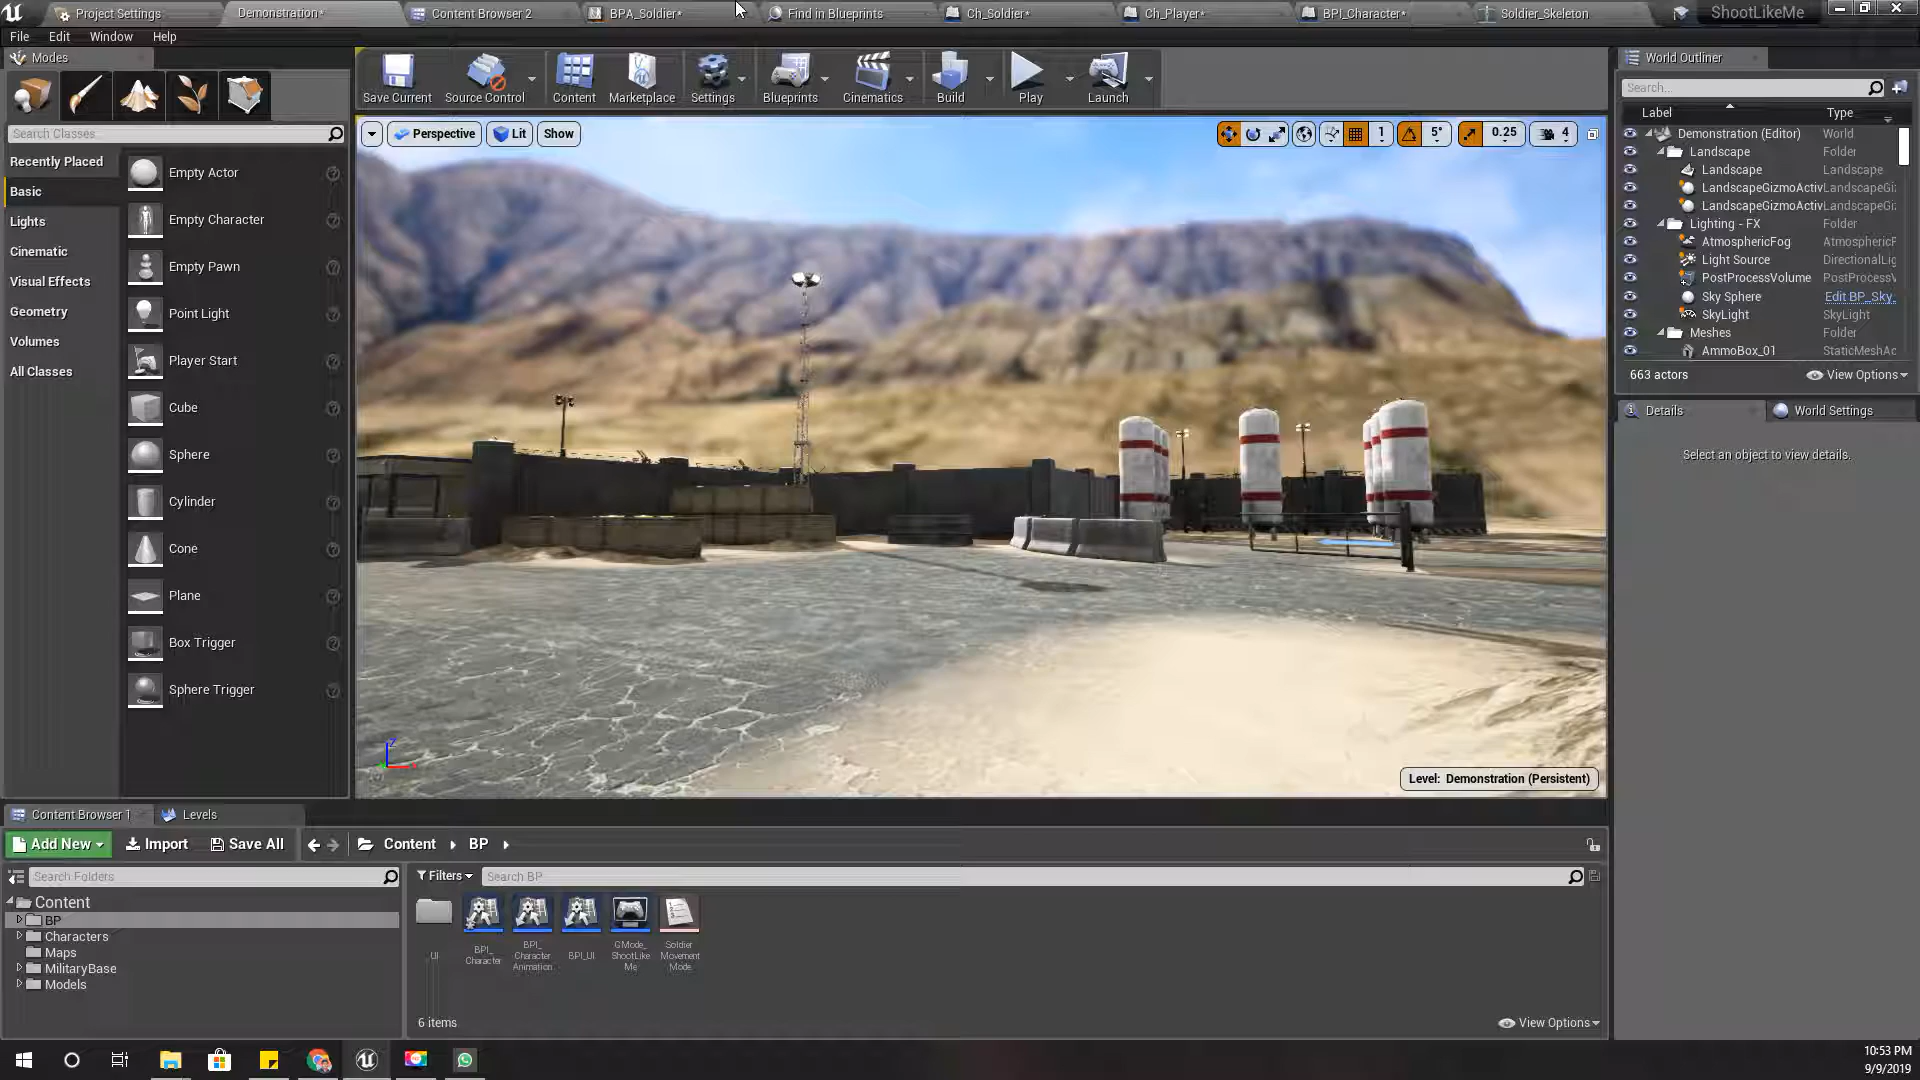 Project Settings
Demonstration*
Content Browser 2
BPA_Soldier*
Find in Blueprints
Ch_Soldier*
Ch_Player*
BPI_Character*
Soldier_Skeleton
ShootLikeMe
File Edit Window Help
Modes
Save Current
Source Control
Content
Marketplace
Settings
Blueprints
Cinematics
Build
Play
Launch
Search Classes
Recently Placed
Basic
Lights
Cinematic
Visual Effects
Geometry
Volumes
All Classes
Empty Actor
Empty Character
Empty Pawn
Point Light
Player Start
Cube
Sphere
Cylinder
Cone
Plane
Box Trigger
Sphere Trigger
Perspective
Lit
Show
1
5°
0.25
4
Z
Level: Demonstration (Persistent)
World Outliner
Search...
Label Type
Demonstration (Editor) World
Landscape Folder
Landscape Landscape
LandscapeGizmoActiv LandscapeGi
LandscapeGizmoActiv LandscapeGi
Lighting - FX Folder
AtmosphericFog AtmosphericF
Light Source DirectionalLig
PostProcessVolume PostProcessV
Sky Sphere Edit BP_Sky_
SkyLight SkyLight
Meshes Folder
AmmoBox_01 StaticMeshAc
663 actors
View Options
Details
World Settings
Select an object to view details.
Content Browser 1
Levels
Add New
Import
Save All
Content
BP
Search Folders
Content
BP
Characters
Maps
MilitaryBase
Models
Filters
Search BP
UI
BPI_
Character
BPI_
Character
Animation
BPI_UI
GMode_
ShootLike
Me
Soldier
Movement
Mode
6 items
View Options
10:53 PM
9/9/2019